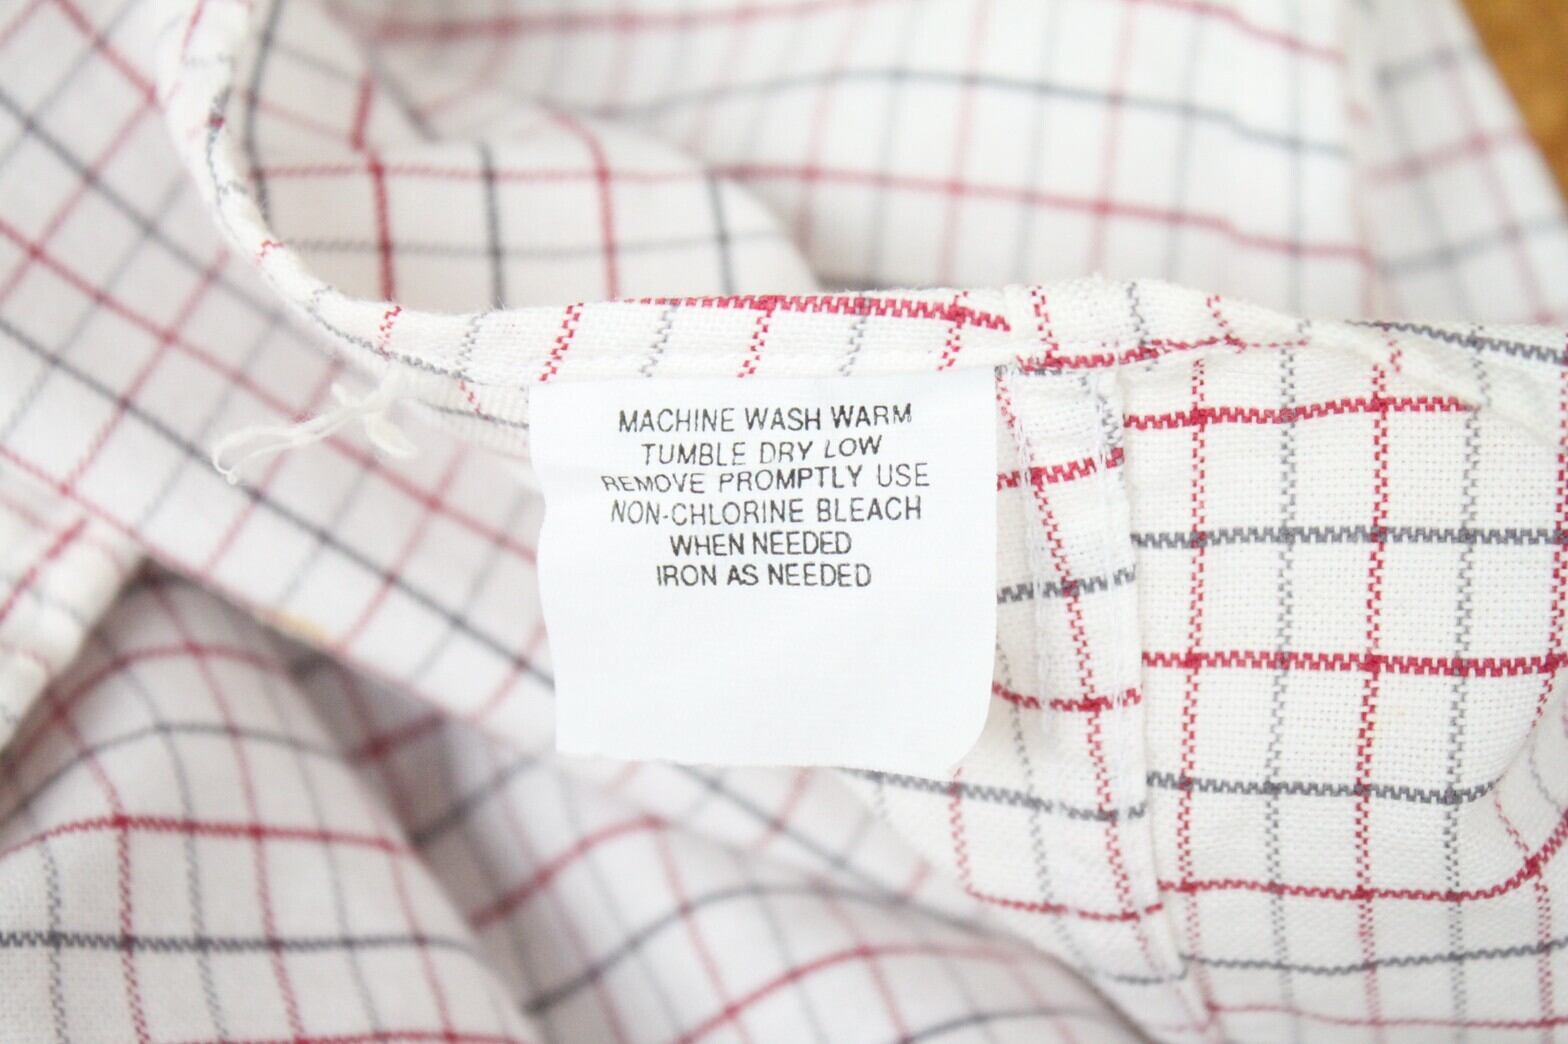 MACHINE WASH WARM
TUMBLE DRY LOW
REMOVE PROMPTLY USE
NON-CHLORINE BLEACH
WHEN NEEDED
IRON AS NEEDED